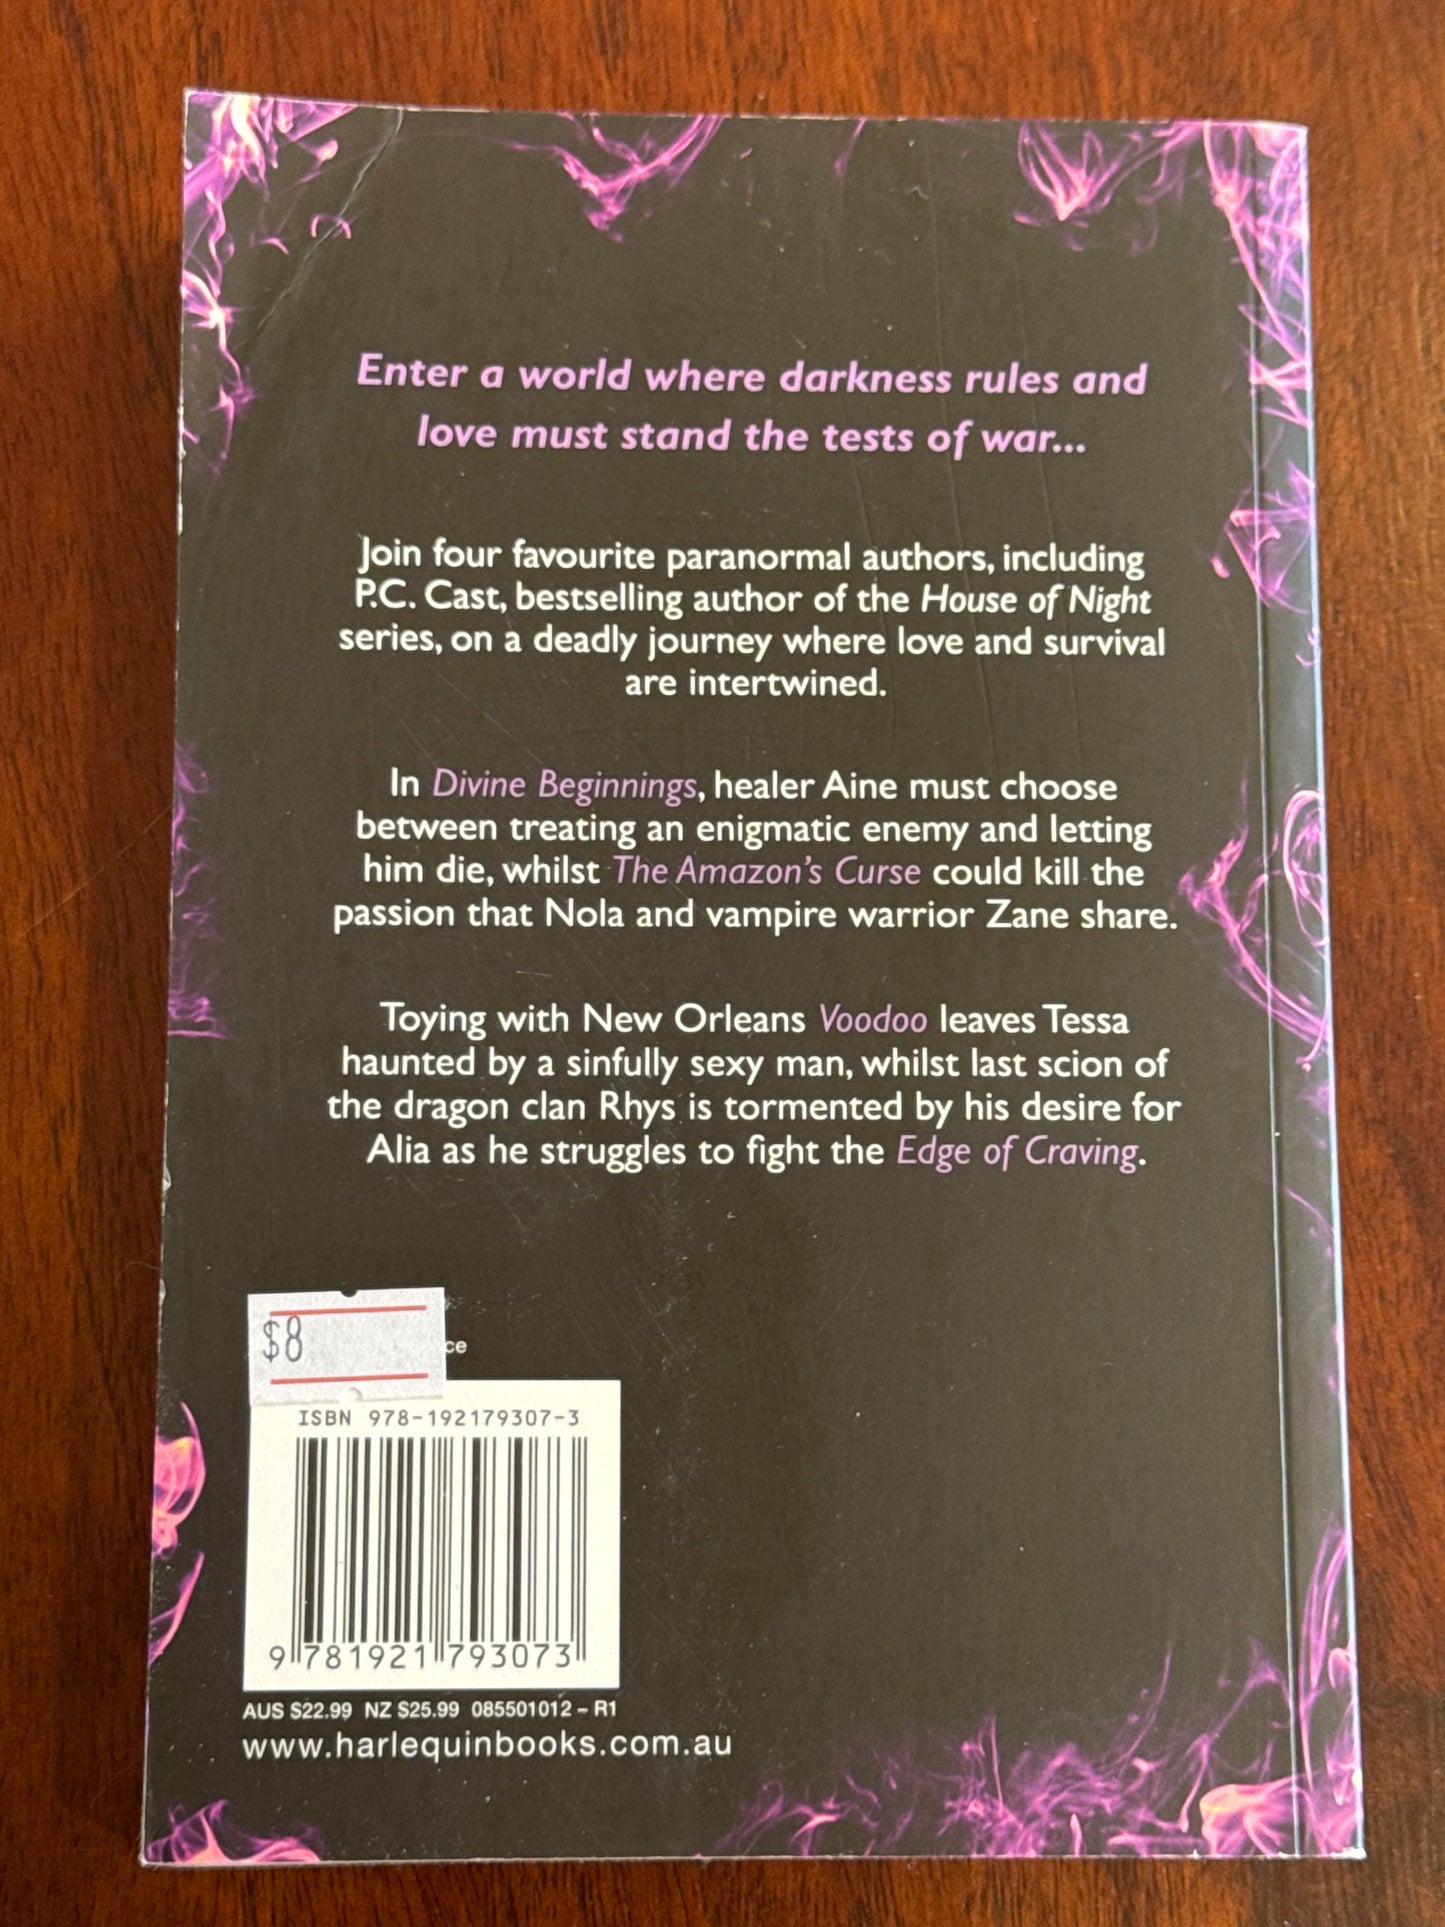 Enter a world where darkness rules and
love must stand the tests of war...
Join four favourite paranormal authors, including
P.C. Cast, bestselling author of the House of Night
series, on a deadly journey where love and survival
are intertwined.
In Divine Beginnings, healer Aine must choose
between treating an enigmatic enemy and letting
him die, whilst The Amazon's Curse could kill the
passion that Nola and vampire warrior Zane share.
Toying with New Orleans Voodoo leaves Tessa
haunted by a sinfully sexy man, whilst last scion of
the dragon clan Rhys is tormented by his desire for
Alia as he struggles to fight the Edge of Craving.
$8
ISBN 978-192179307-3
9 781921 793073
AUS $22.99 NZ $25.99 085501012 – R1
www.harlequinbooks.com.au